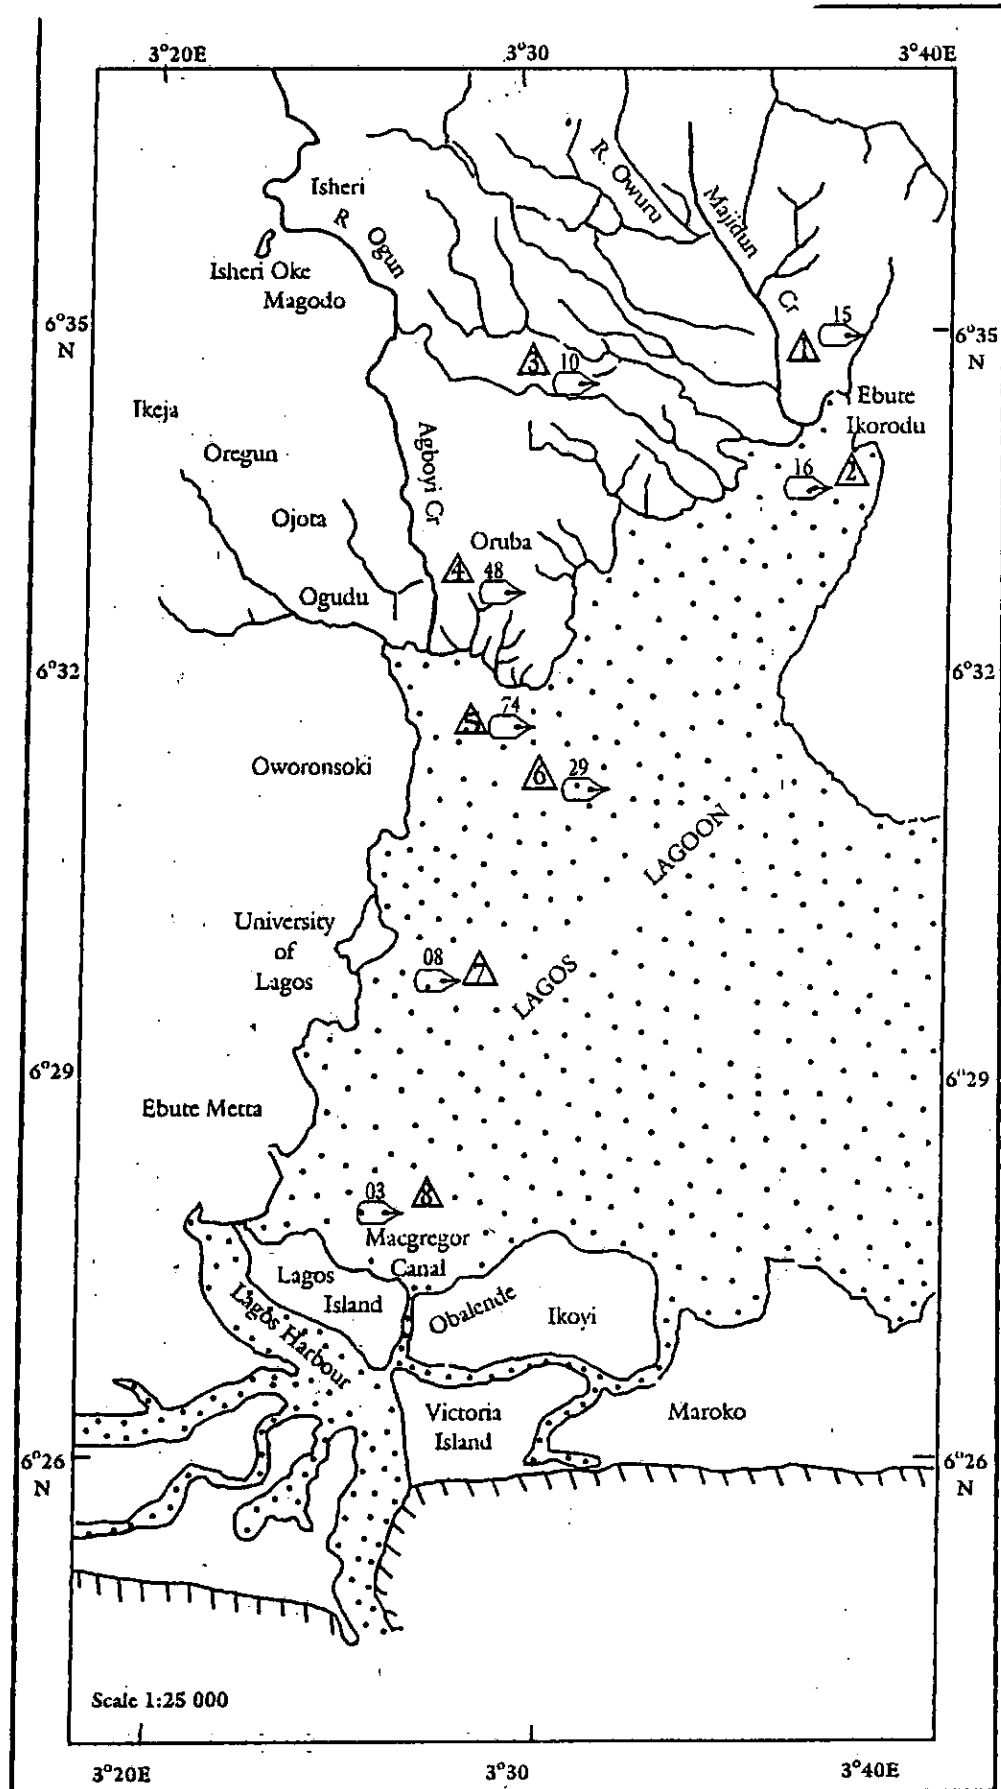 3°20E
3°30
3°40E
Isheri
R Ogun
R. Owuru
Majidun
Cr
Isheri Oke
Magodo
6°35
N
15
1
6°35
N
3
10
Ebute
Ikorodu
Ikeja
Oregun
Agboyi Cr
16
2
Ojota
Oruba
4
48
Ogudu
6°32
6°32
5
74
Oworonsoki
6
29
LAGOON
University
of
Lagos
08
7
LAGOS
6°29
6°29
Ebute Metta
03
8
Macgregor
Canal
Lagos
Island
Obalende
Ikoyi
Lagos Harbour
Victoria
Island
Maroko
6°26
N
6°26
N
Scale 1:25 000
3°20E
3°30
3°40E